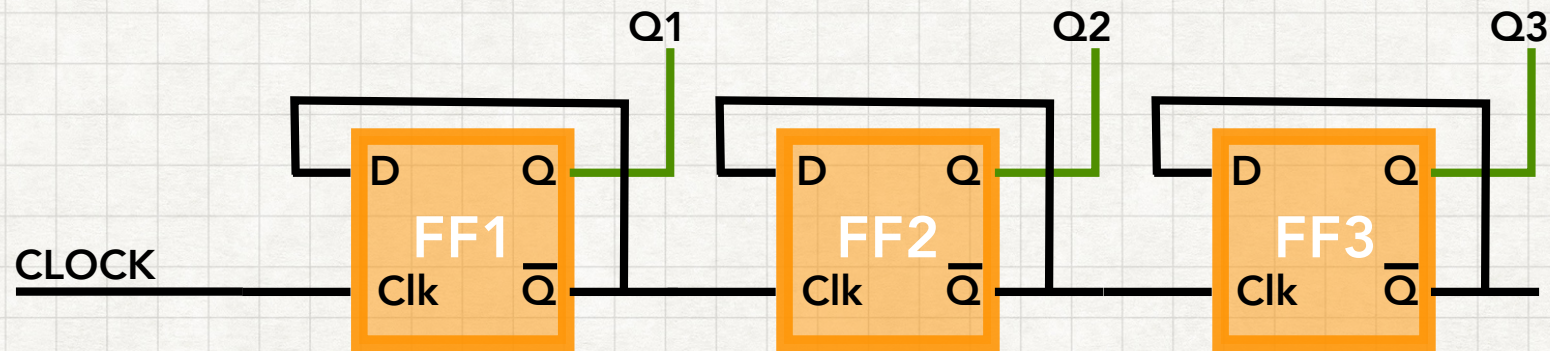 Q1 Q2 Q3
D Q D Q D Q
FF1 FF2 FF3
CLOCK
Clk Q̅ Clk Q̅ Clk Q̅